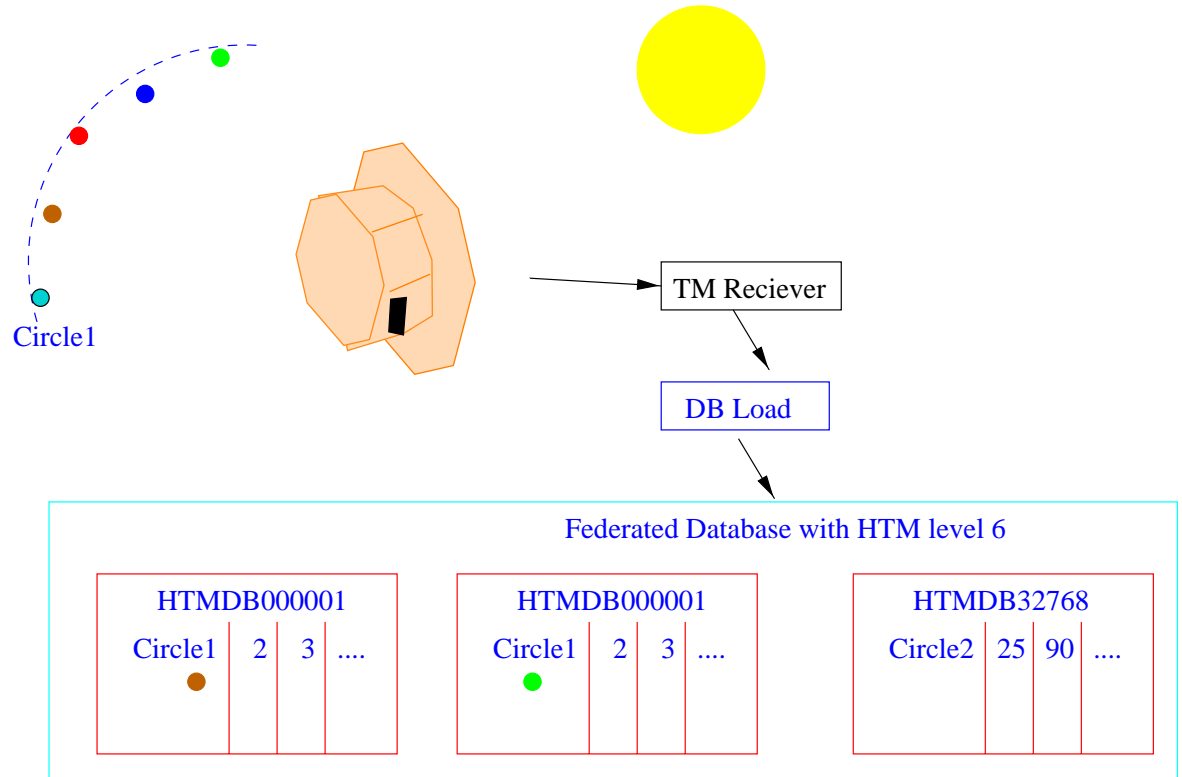 Circle1
TM Reciever
DB Load
Federated Database with HTM level 6
HTMDB000001
Circle1 2 3 ....
HTMDB000001
Circle1 2 3 ....
HTMDB32768
Circle2 25 90 ....